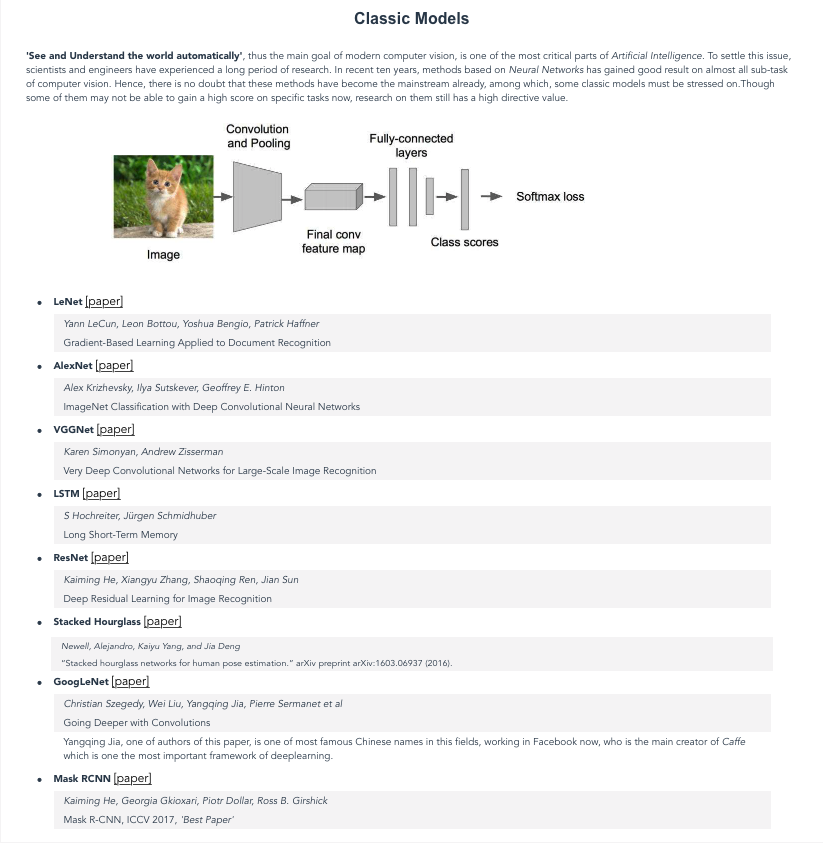 Classic Models
'See and Understand the world automatically', thus the main goal of modern computer vision, is one of the most critical parts of Artificial Intelligence. To settle this issue,
scientists and engineers have experienced a long period of research. In recent ten years, methods based on Neural Networks has gained good result on almost all sub-task
of computer vision. Hence, there is no doubt that these methods have become the mainstream already, among which, some classic models must be stressed on.Though
some of them may not be able to gain a high score on specific tasks now, research on them still has a high directive value.
Convolution
and Pooling
Fully-connected
layers
Softmax loss
Final conv
feature map
Class scores
Image
• LeNet [paper]
Yann LeCun, Leon Bottou, Yoshua Bengio, Patrick Haffner
Gradient-Based Learning Applied to Document Recognition
• AlexNet [paper]
Alex Krizhevsky, Ilya Sutskever, Geoffrey E. Hinton
ImageNet Classification with Deep Convolutional Neural Networks
• VGGNet [paper]
Karen Simonyan, Andrew Zisserman
Very Deep Convolutional Networks for Large-Scale Image Recognition
• LSTM [paper]
S Hochreiter, Jürgen Schmidhuber
Long Short-Term Memory
• ResNet [paper]
Kaiming He, Xiangyu Zhang, Shaoqing Ren, Jian Sun
Deep Residual Learning for Image Recognition
• Stacked Hourglass [paper]
Newell, Alejandro, Kaiyu Yang, and Jia Deng
"Stacked hourglass networks for human pose estimation." arXiv preprint arXiv:1603.06937 (2016).
• GoogLeNet [paper]
Christian Szegedy, Wei Liu, Yangqing Jia, Pierre Sermanet et al
Going Deeper with Convolutions
Yangqing Jia, one of authors of this paper, is one of most famous Chinese names in this fields, working in Facebook now, who is the main creator of Caffe
which is one the most important framework of deeplearning.
• Mask RCNN [paper]
Kaiming He, Georgia Gkioxari, Piotr Dollar, Ross B. Girshick
Mask R-CNN, ICCV 2017, 'Best Paper'